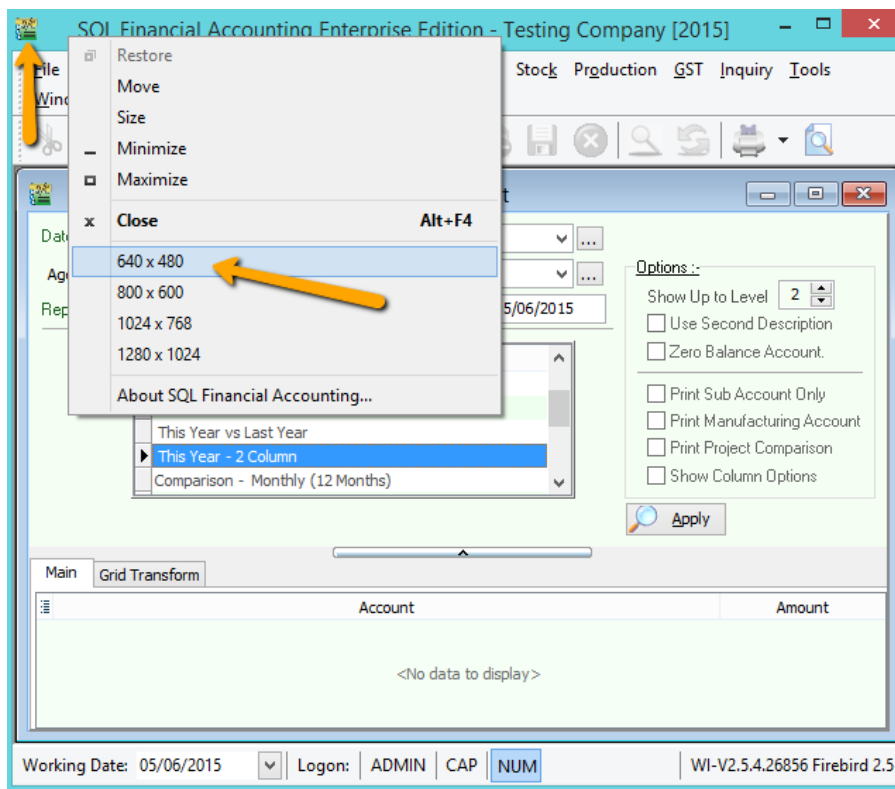 SQL Financial Accounting Enterprise Edition - Testing Company [2015]
File Stock Production GST Inquiry Tools
Restore
Move
Size
Minimize
Maximize
x Close Alt+F4
640 x 480
800 x 600
1024 x 768
1280 x 1024
About SQL Financial Accounting...
5/06/2015
This Year vs Last Year
This Year - 2 Column
Comparison - Monthly (12 Months)
Options :-
Show Up to Level 2
Use Second Description
Zero Balance Account.
Print Sub Account Only
Print Manufacturing Account
Print Project Comparison
Show Column Options
Apply
Main Grid Transform
Account Amount
<No data to display>
Working Date: 05/06/2015 Logon: ADMIN CAP NUM WI-V2.5.4.26856 Firebird 2.5